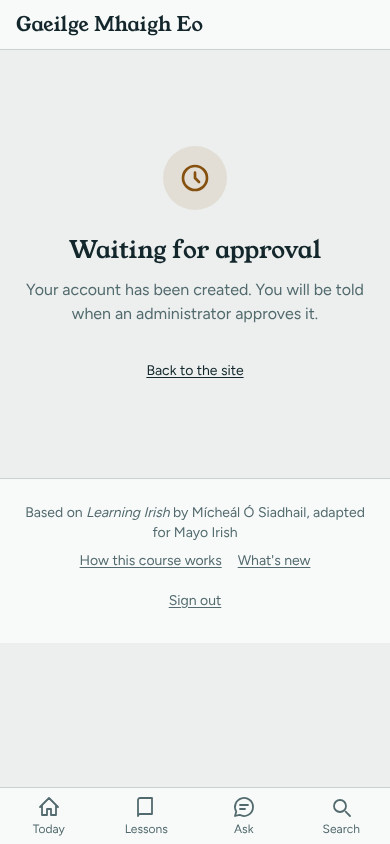 Gaeilge Mhaigh Eo
Waiting for approval
Your account has been created. You will be told
when an administrator approves it.
Back to the site
Based on Learning Irish by Mícheál Ó Siadhail, adapted
for Mayo Irish
How this course works What's new
Sign out
Today Lessons Ask Search